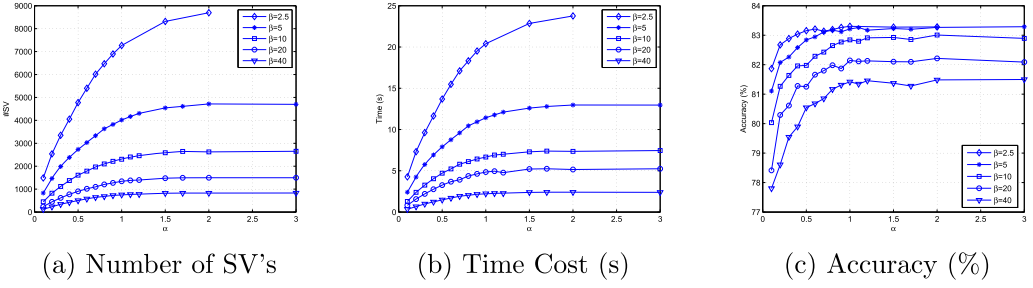 9000
8000
7000
6000
5000
4000
3000
2000
1000
0
#SV
0 0.5 1 1.5 2 2.5 3
α
β=2.5
β=5
β=10
β=20
β=40
(a) Number of SV's
25
20
15
10
5
0
Time (s)
0 0.5 1 1.5 2 2.5 3
α
β=2.5
β=5
β=10
β=20
β=40
(b) Time Cost (s)
84
83
82
81
80
79
78
77
Accuracy (%)
0 0.5 1 1.5 2 2.5 3
α
β=2.5
β=5
β=10
β=20
β=40
(c) Accuracy (%)